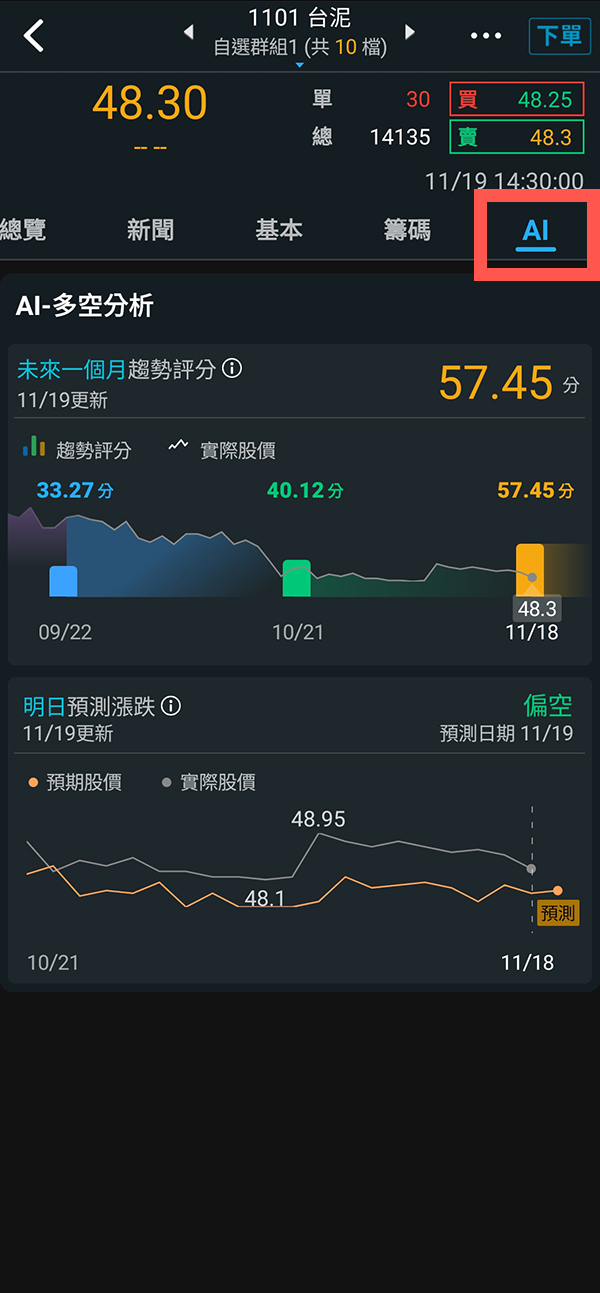 1101 台泥
自選群組1 (共 10 檔)
下單
48.30
-- --
單 30 買 48.25
總 14135 賣 48.3
11/19 14:30:00
總覽 新聞 基本 籌碼 AI
AI-多空分析
未來一個月趨勢評分
11/19更新
57.45 分
趨勢評分 實際股價
33.27分 40.12分 57.45分
48.3
09/22 10/21 11/18
明日預測漲跌 偏空
11/19更新 預測日期 11/19
預期股價 實際股價
48.95
48.1
預測
10/21 11/18